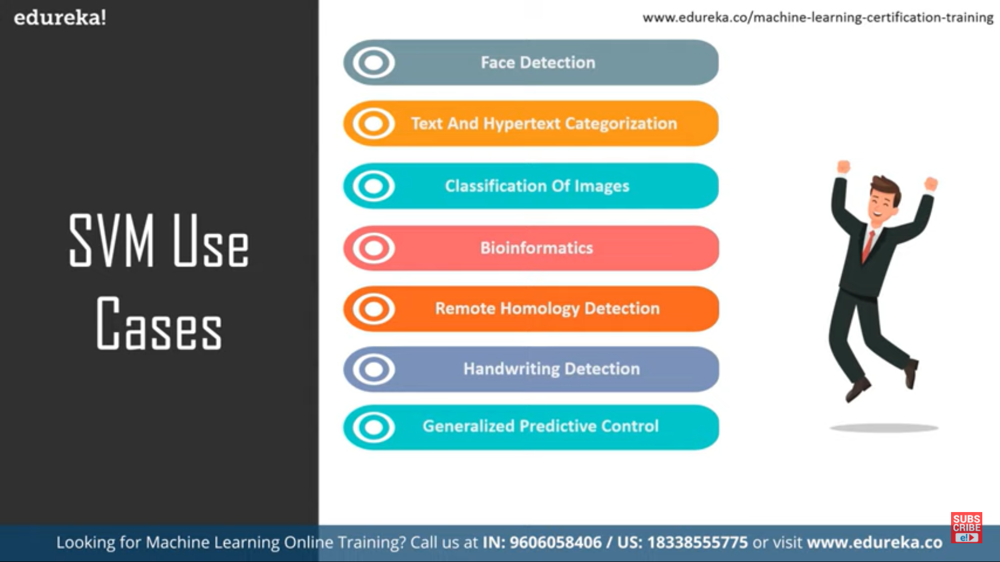 edureka!
www.edureka.co/machine-learning-certification-training
SVM Use
Cases
Face Detection
Text And Hypertext Categorization
Classification Of Images
Bioinformatics
Remote Homology Detection
Handwriting Detection
Generalized Predictive Control
SUBS
CRIBE
e!
Looking for Machine Learning Online Training? Call us at IN: 9606058406 / US: 18338555775 or visit www.edureka.co